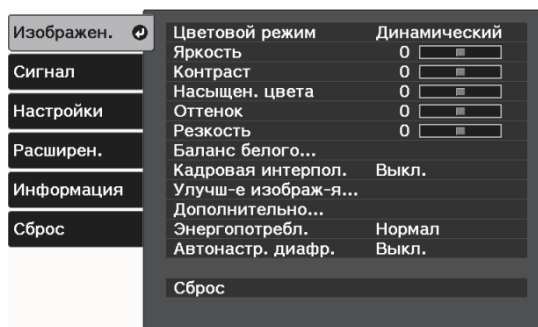 Изображен.
Сигнал
Настройки
Расширен.
Информация
Сброс
Цветовой режим Динамический
Яркость 0
Контраст 0
Насыщен. цвета 0
Оттенок 0
Резкость 0
Баланс белого...
Кадровая интерпол. Выкл.
Улучш-е изображ-я...
Дополнительно...
Энергопотребл. Нормал
Автонастр. диафр. Выкл.
Сброс